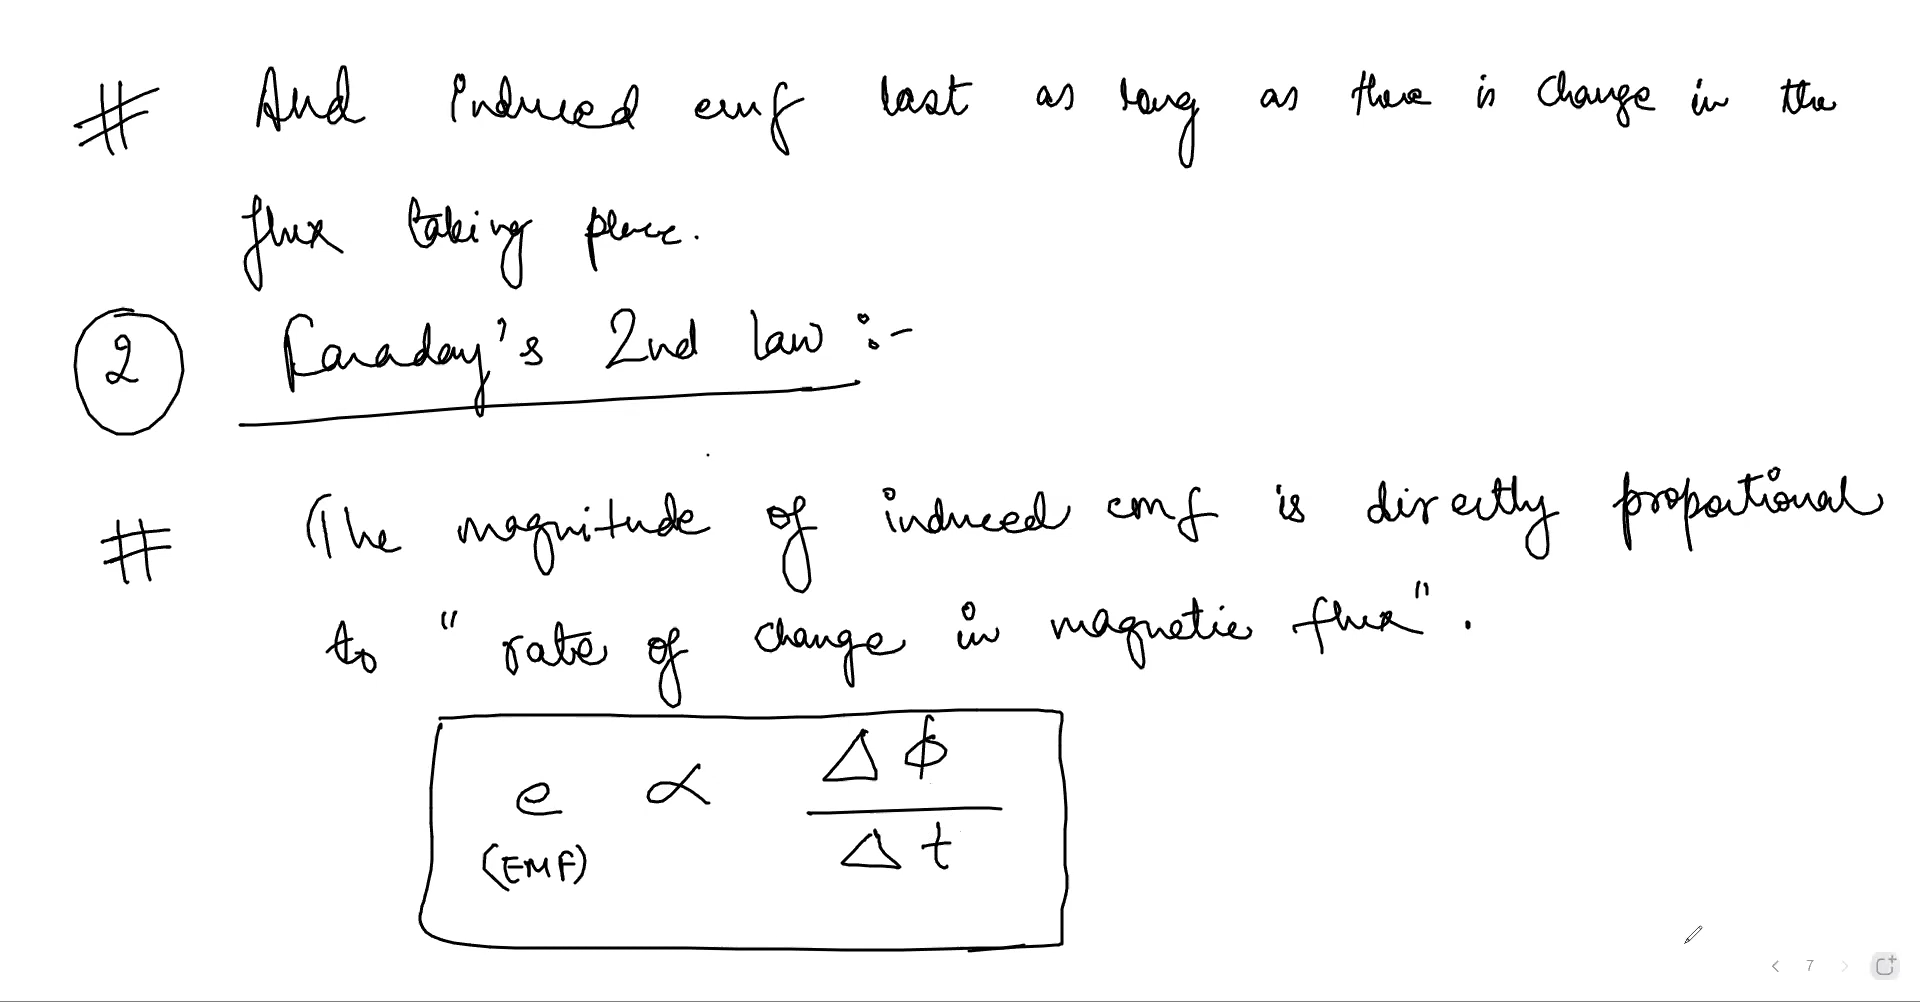 # And induced emf last as long as there is change in the
flux taking place.
2 Faraday's 2nd law :-
# The magnitude of induced emf is directly proportional
to " rate of change in magnetic flux".
e ∝ Δϕ / Δt
(EMF)
7